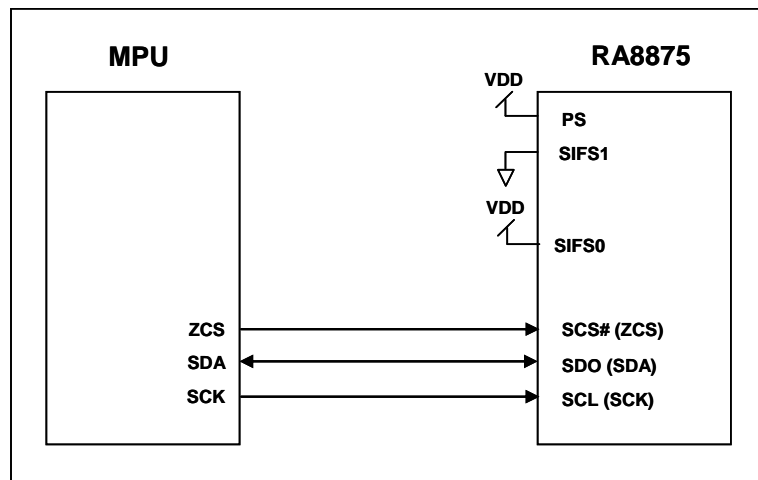 MPU
RA8875
VDD
PS
SIFS1
VDD
SIFS0
ZCS
SCS# (ZCS)
SDA
SDO (SDA)
SCK
SCL (SCK)